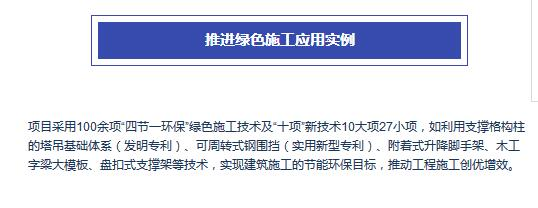 推进绿色施工应用实例
项目采用100余项“四节一环保”绿色施工技术及“十项”新技术10大项27小项，如利用支撑格构柱
的塔吊基础体系（发明专利）、可周转式钢围挡（实用新型专利）、附着式升降脚手架、木工
字梁大模板、盘扣式支撑架等技术，实现建筑施工的节能环保目标，推动工程施工创优增效。